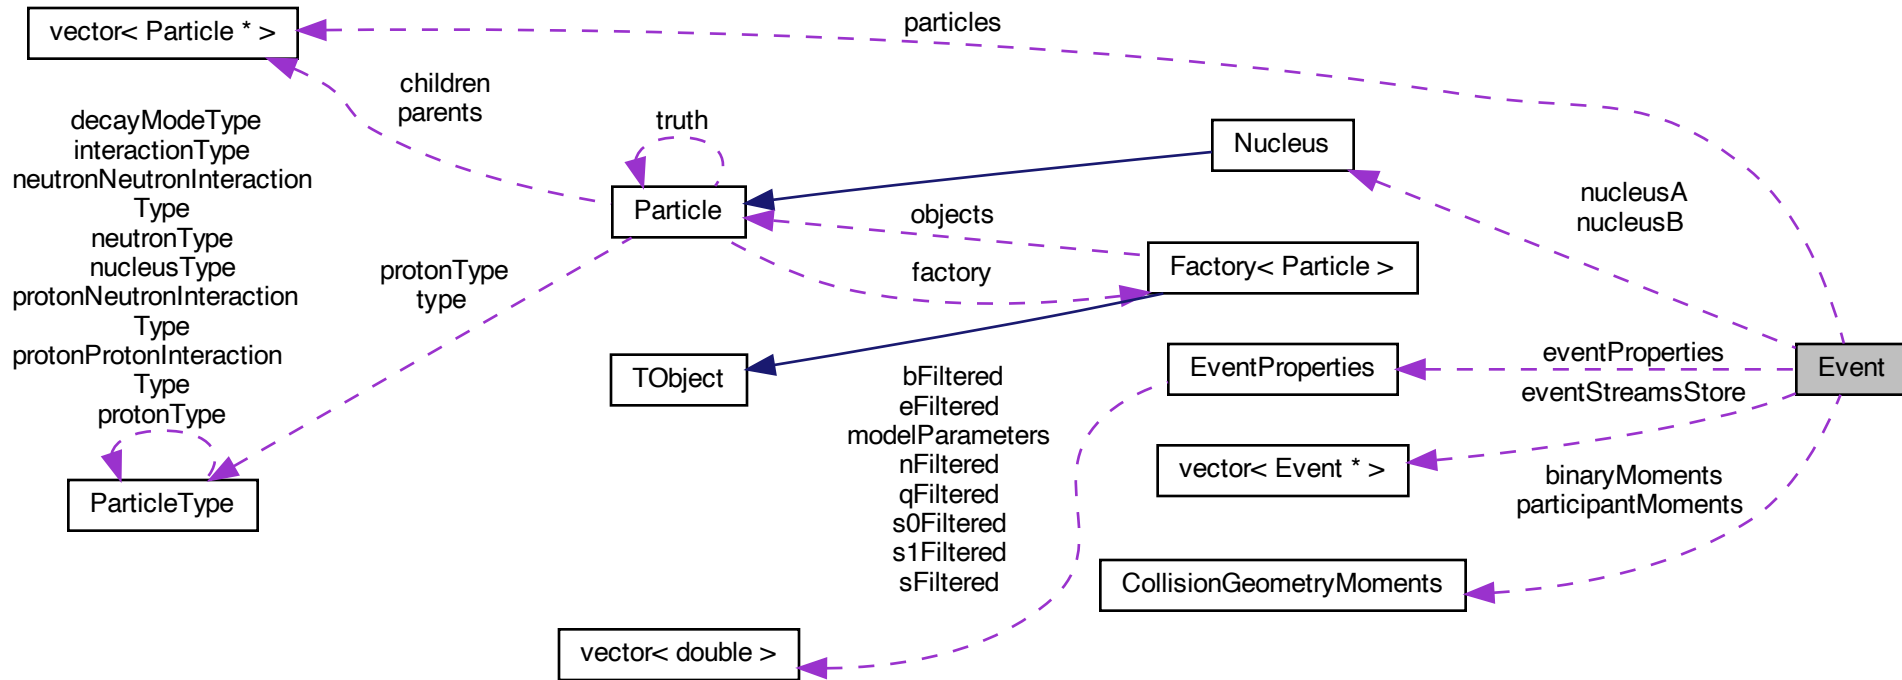 vector< Particle * >
particles
children
parents
decayModeType
interactionType
neutronNeutronInteraction
Type
neutronType
nucleusType
protonNeutronInteraction
Type
protonProtonInteraction
Type
protonType
truth
Nucleus
Particle
objects
nucleusA
nucleusB
protonType
type
factory
Factory< Particle >
TObject
EventProperties
eventProperties
Event
eventStreamsStore
bFiltered
eFiltered
modelParameters
nFiltered
qFiltered
s0Filtered
s1Filtered
sFiltered
vector< Event * >
binaryMoments
participantMoments
ParticleType
CollisionGeometryMoments
vector< double >